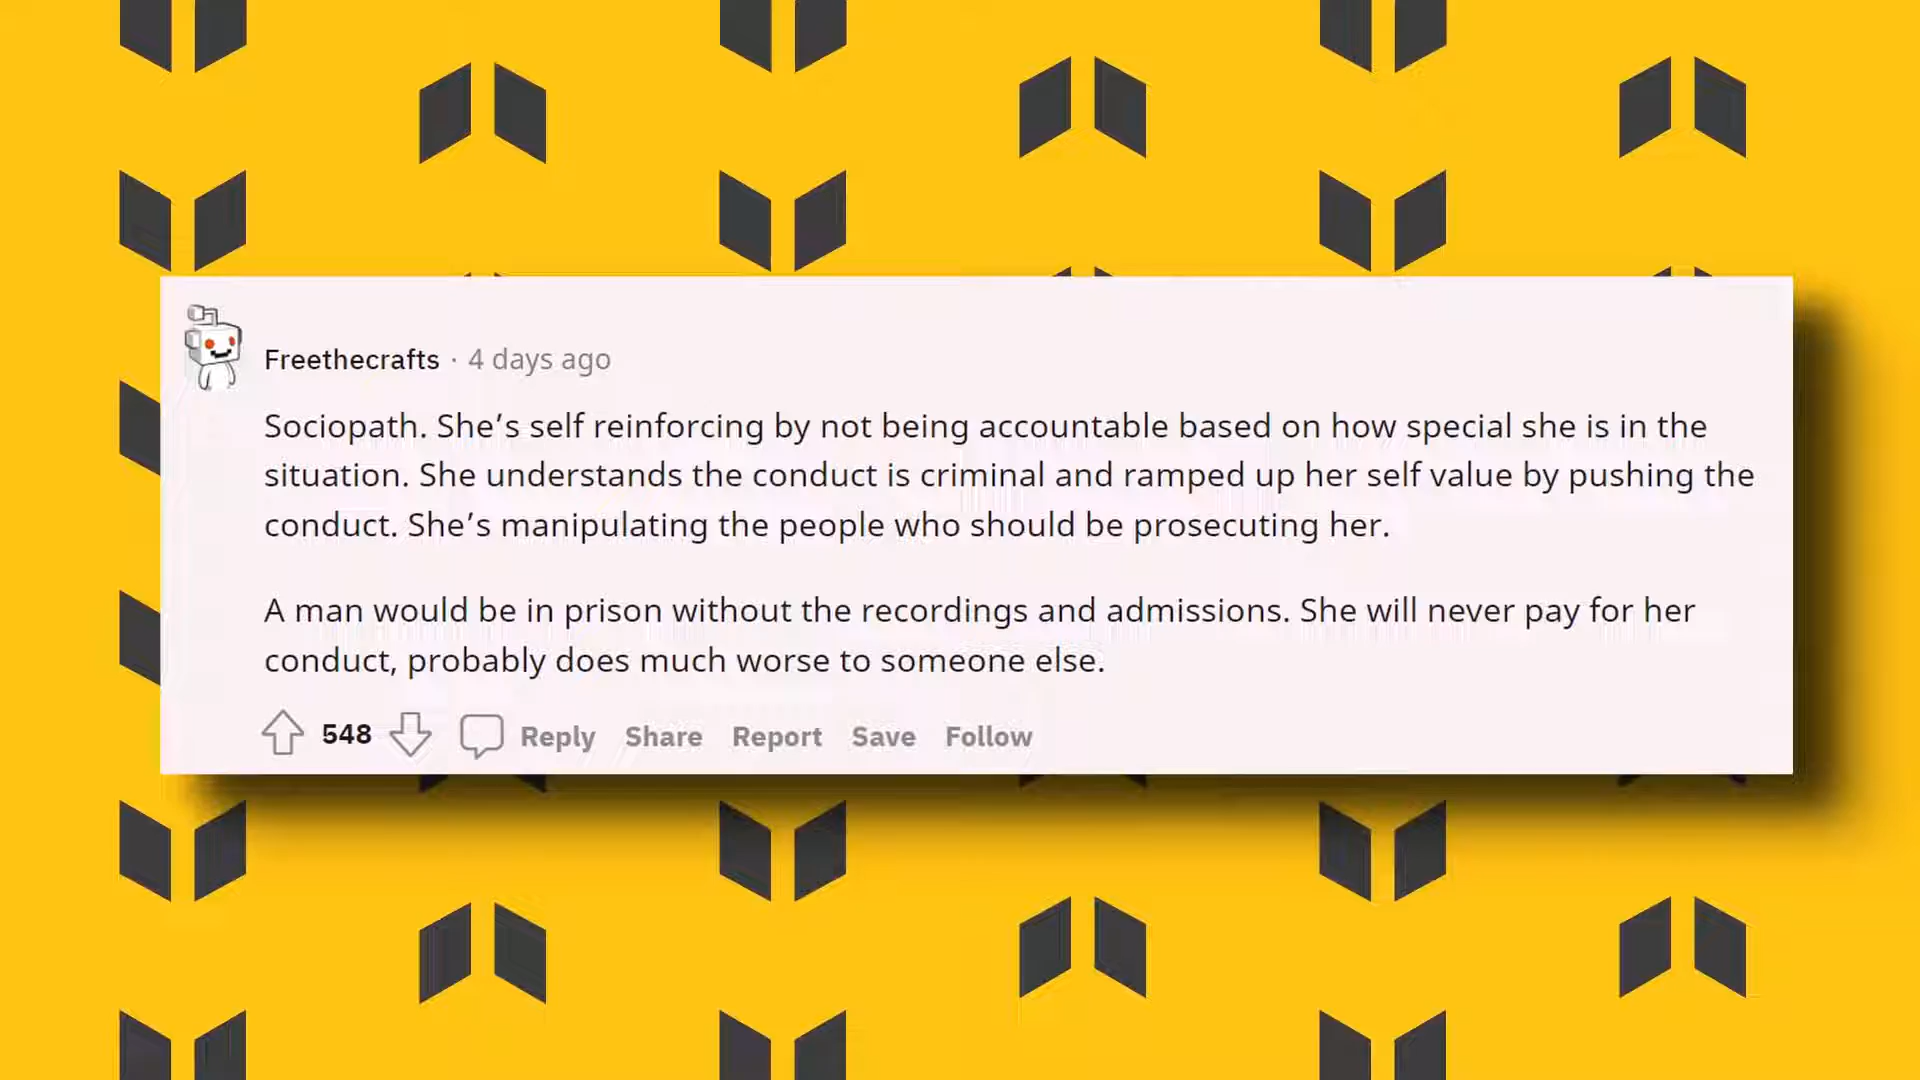 Freethecrafts · 4 days ago
Sociopath. She’s self reinforcing by not being accountable based on how special she is in the
situation. She understands the conduct is criminal and ramped up her self value by pushing the
conduct. She’s manipulating the people who should be prosecuting her.
A man would be in prison without the recordings and admissions. She will never pay for her
conduct, probably does much worse to someone else.
548 Reply Share Report Save Follow